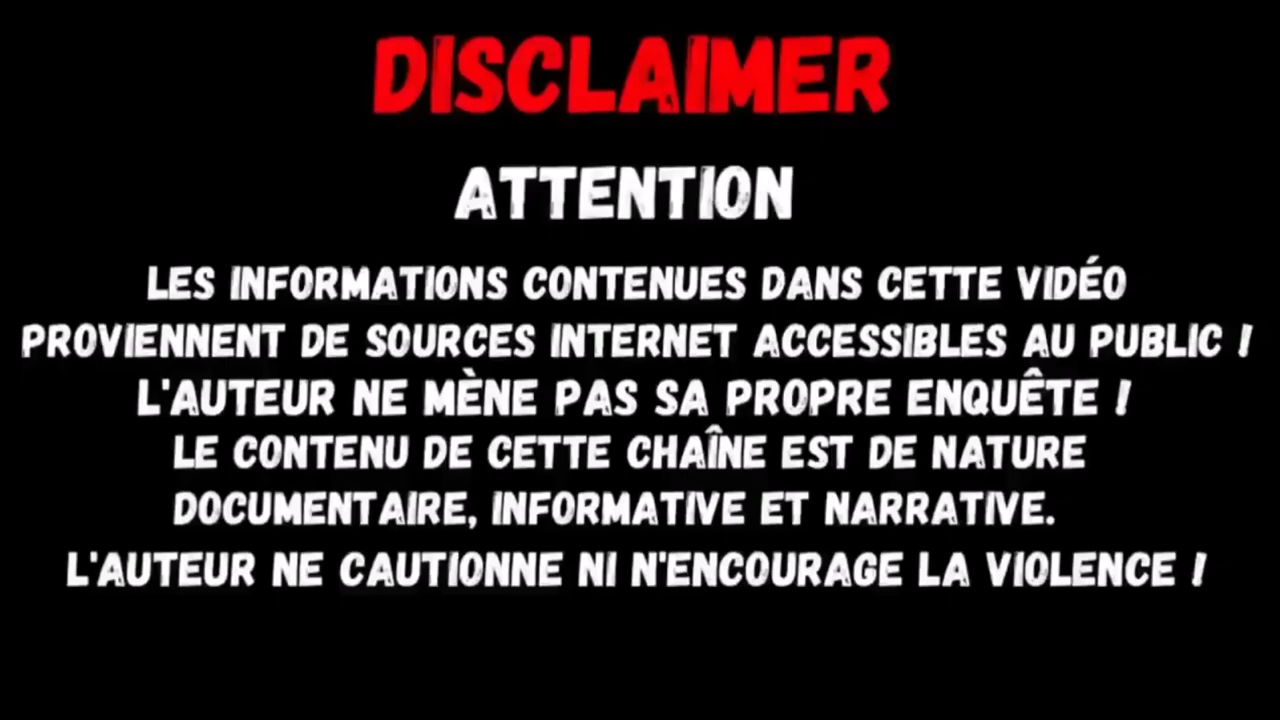 DISCLAIMER
ATTENTION
LES INFORMATIONS CONTENUES DANS CETTE VIDÉO
PROVIENNENT DE SOURCES INTERNET ACCESSIBLES AU PUBLIC !
L'AUTEUR NE MÈNE PAS SA PROPRE ENQUÊTE !
LE CONTENU DE CETTE CHAÎNE EST DE NATURE
DOCUMENTAIRE, INFORMATIVE ET NARRATIVE.
L'AUTEUR NE CAUTIONNE NI N'ENCOURAGE LA VIOLENCE !